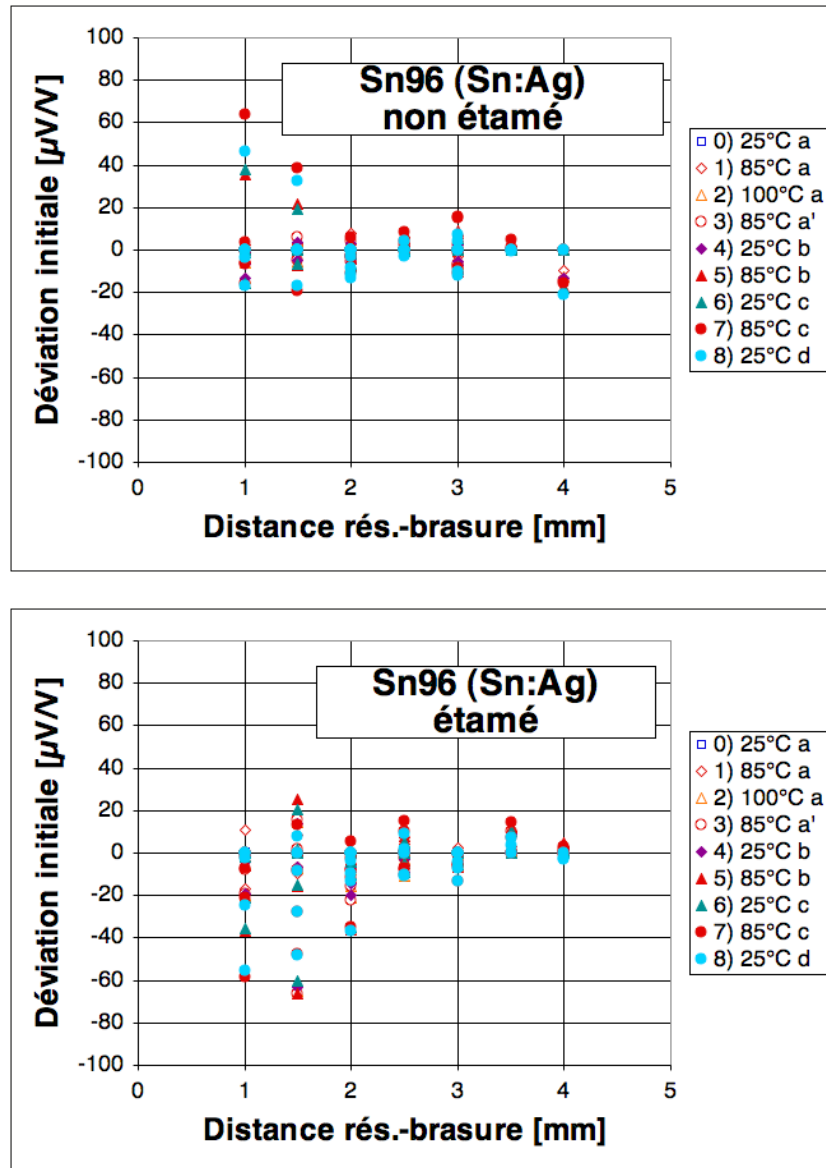 Sn96 (Sn:Ag)
non étamé
Déviation initiale [µV/V]
100
80
60
40
20
0
-20
-40
-60
-80
-100
0 1 2 3 4 5
Distance rés.-brasure [mm]
0) 25°C a
1) 85°C a
2) 100°C a
3) 85°C a'
4) 25°C b
5) 85°C b
6) 25°C c
7) 85°C c
8) 25°C d
Sn96 (Sn:Ag)
étamé
Déviation initiale [µV/V]
100
80
60
40
20
0
-20
-40
-60
-80
-100
0 1 2 3 4 5
Distance rés.-brasure [mm]
0) 25°C a
1) 85°C a
2) 100°C a
3) 85°C a'
4) 25°C b
5) 85°C b
6) 25°C c
7) 85°C c
8) 25°C d